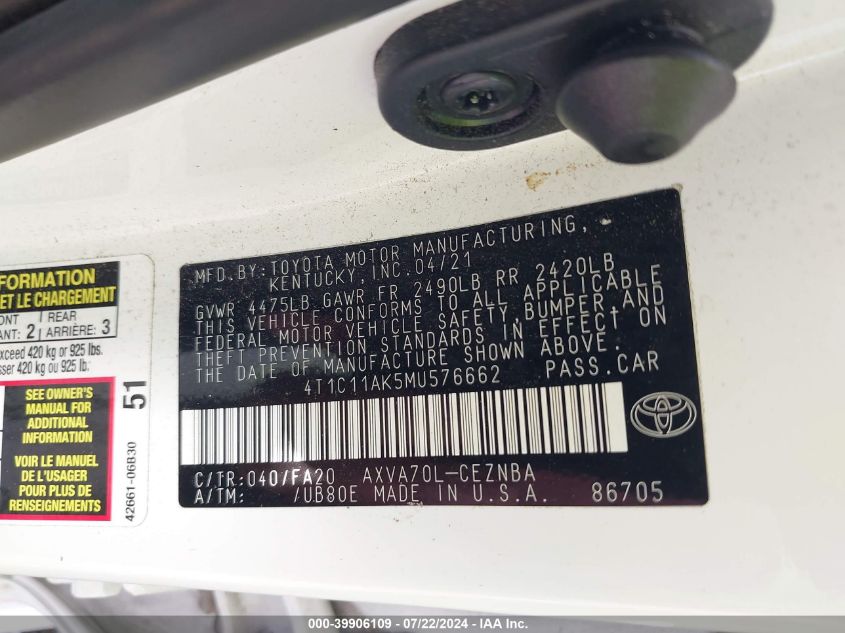 MFD.BY:TOYOTA MOTOR MANUFACTURING,
KENTUCKY, INC.04/21
GVWR 4475LB GAWR FR 2490LB RR 2420LB
THIS VEHICLE CONFORMS TO ALL APPLICABLE
FEDERAL MOTOR VEHICLE SAFETY,BUMPER,AND
THEFT PREVENTION STANDARDS IN EFFECT ON
THE DATE OF MANUFACTURE SHOWN ABOVE.
4T1C11AK5MU576662 PASS.CAR
C/TR:040/FA20 AXVA70L-CEZNBA
A/TM: /UB80E MADE IN U.S.A. 86705
FORMATION
ET LE CHARGEMENT
ONT REAR
ANT: 2 ARRIÈRE: 3
exceed 420 kg or 925 lbs.
sser 420 kg ou 925 lb.
SEE OWNER'S
MANUAL FOR
ADDITIONAL
INFORMATION
VOIR LE MANUEL
DE L'USAGER
POUR PLUS DE
RENSEIGNEMENTS
42661-06B30
51
000-39906109 - 07/22/2024 - IAA Inc.